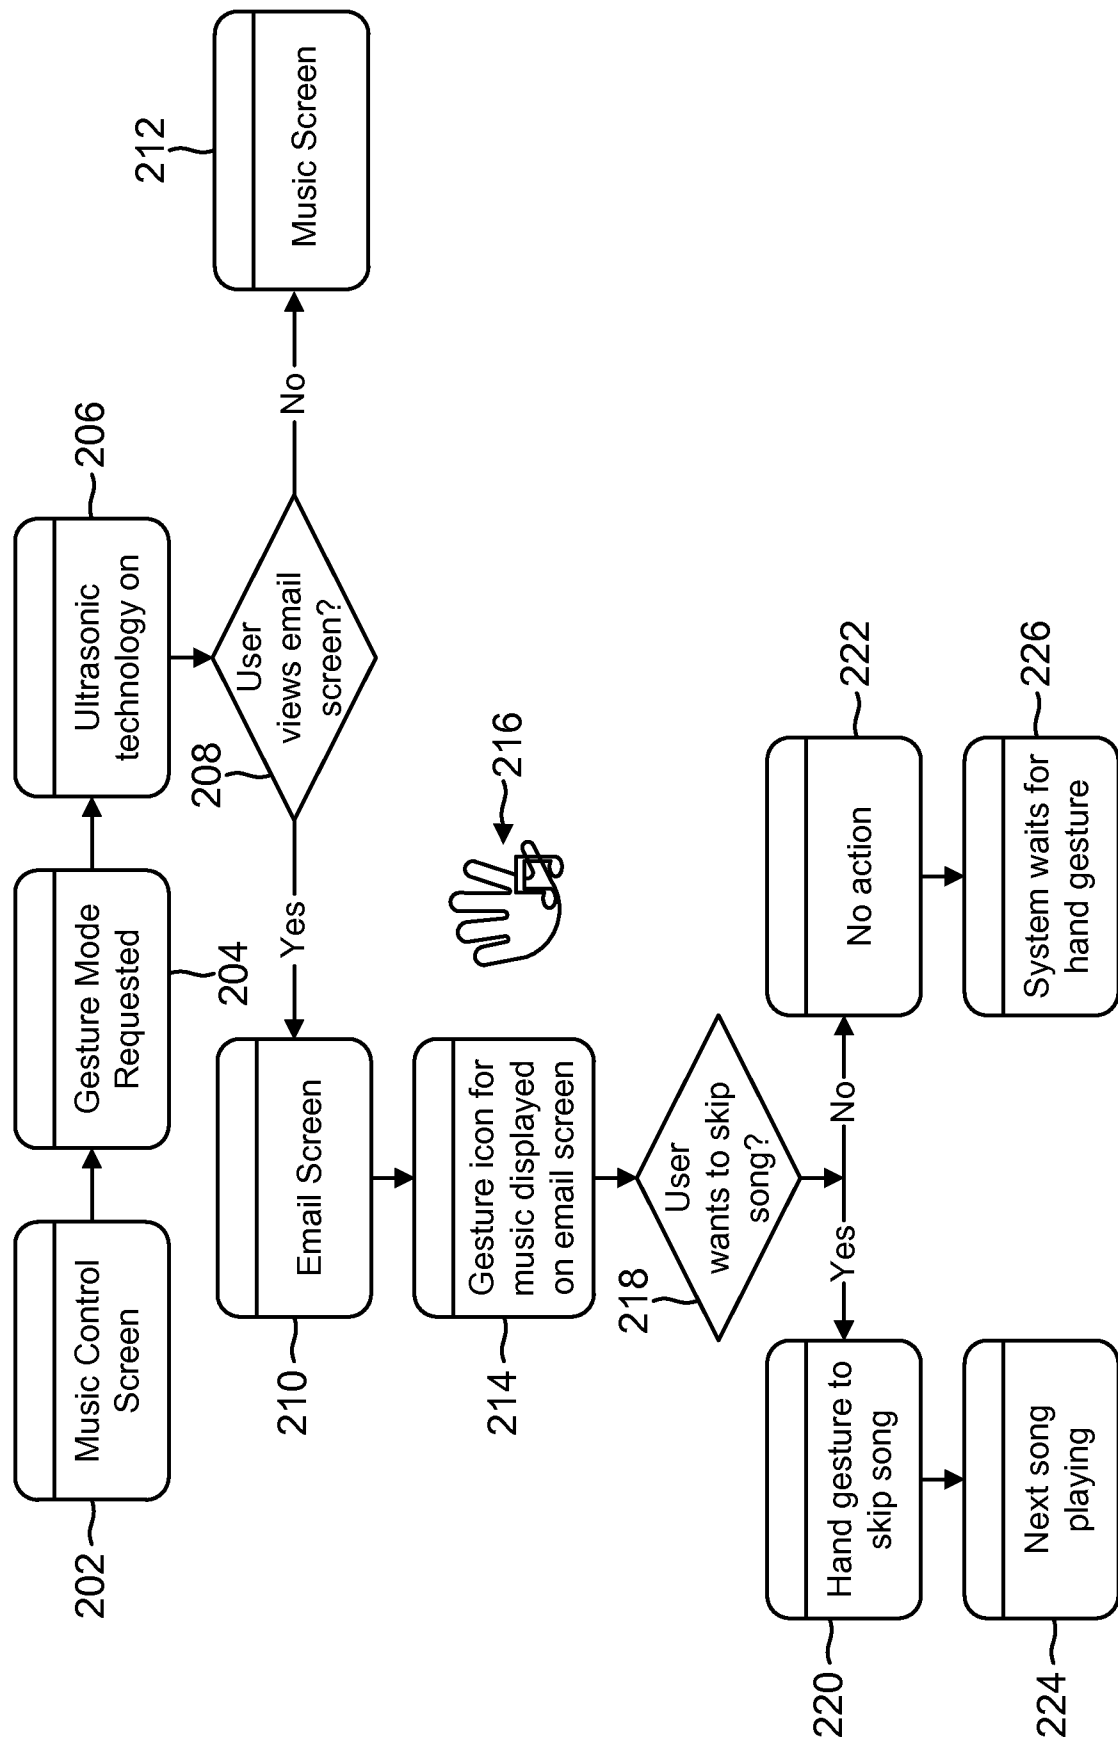 Music Control
Screen
202
Gesture Mode
Requested
204
Ultrasonic
technology on
206
User
views email
screen?
208
No
Music Screen
212
Yes
Email Screen
210
Gesture icon for
music displayed
on email screen
214
216
User
wants to skip
song?
218
Yes
No
Hand gesture to
skip song
220
No action
222
Next song
playing
224
System waits for
hand gesture
226